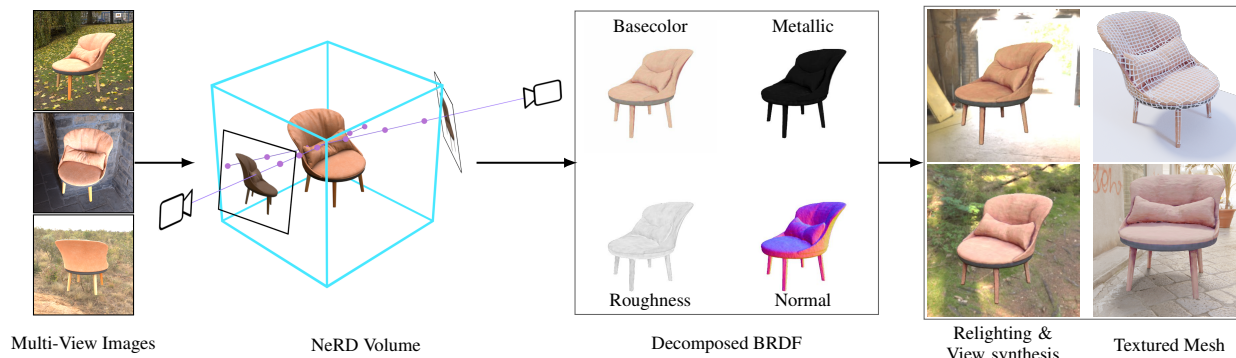 Basecolor
Metallic
Roughness
Normal
Multi-View Images
NeRD Volume
Decomposed BRDF
Relighting &
View synthesis
Textured Mesh